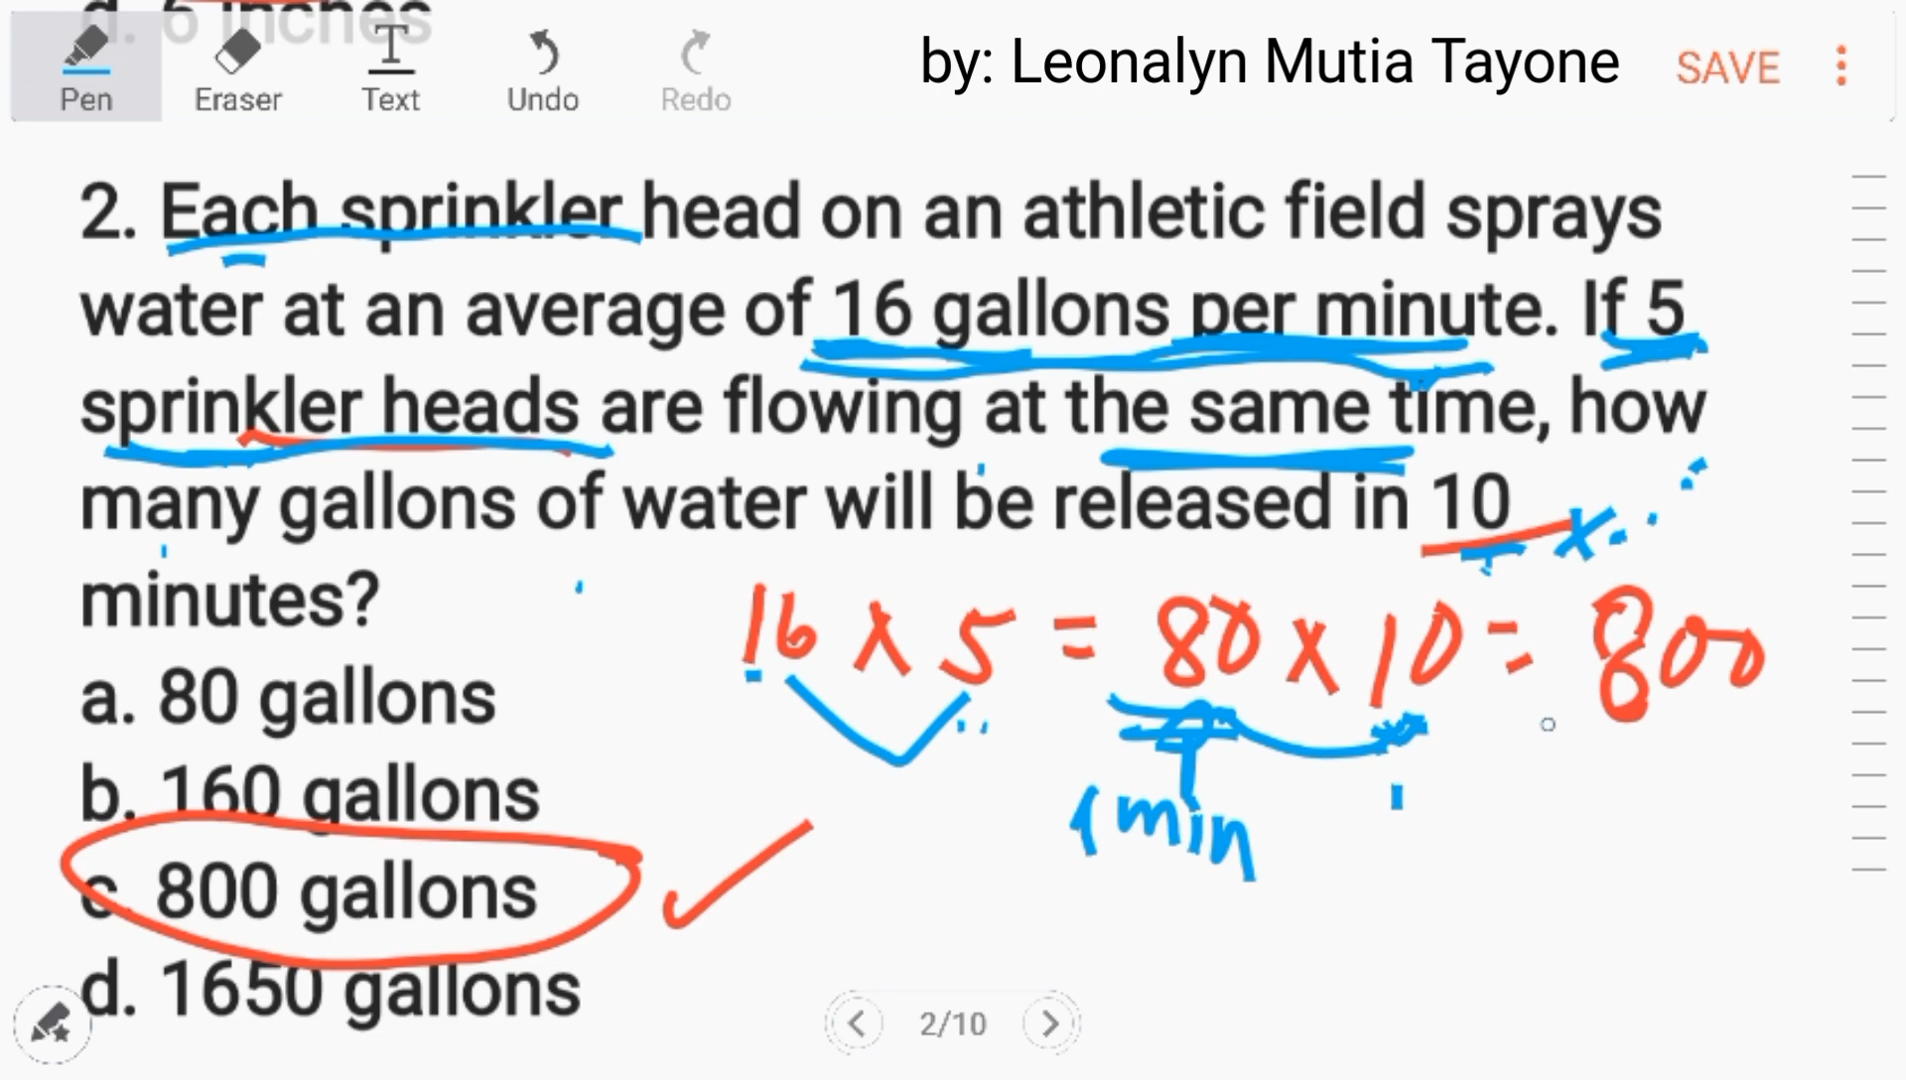 d. 6 inches
Pen
Eraser
Text
Undo
Redo
by: Leonalyn Mutia Tayone
SAVE
2. Each sprinkler head on an athletic field sprays
water at an average of 16 gallons per minute. If 5
sprinkler heads are flowing at the same time, how
many gallons of water will be released in 10
minutes?
16 x 5 = 80 x 10 = 800
1 min
a. 80 gallons
b. 160 gallons
c. 800 gallons
d. 1650 gallons
2/10